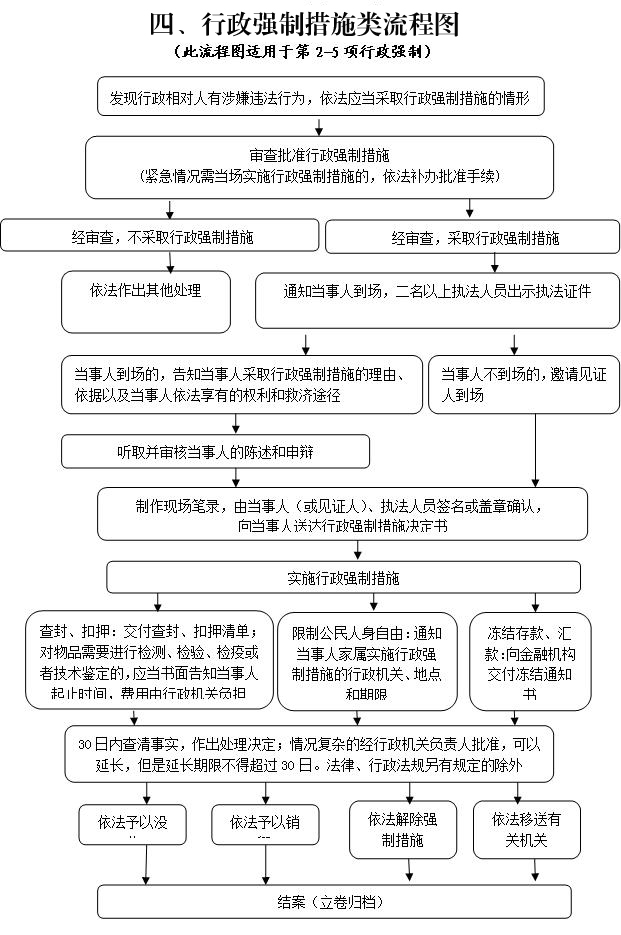 四、行政强制措施类流程图
（此流程图适用于第 2–5 项行政强制）
发现行政相对人有涉嫌违法行为，依法应当采取行政强制措施的情形
审查批准行政强制措施
（紧急情况需当场实施行政强制措施的，依法补办批准手续）
经审查，不采取行政强制措施
经审查，采取行政强制措施
依法作出其他处理
通知当事人到场，二名以上执法人员出示执法证件
当事人到场的，告知当事人采取行政强制措施的理由、
依据以及当事人依法享有的权利和救济途径
当事人不到场的，邀请见证
人到场
听取并审核当事人的陈述和申辩
制作现场笔录，由当事人（或见证人）、执法人员签名或盖章确认，
向当事人送达行政强制措施决定书
实施行政强制措施
查封、扣押：交付查封、扣押清单；
对物品需要进行检测、检验、检疫或
者技术鉴定的，应当书面告知当事人
起止时间，费用由行政机关负担
限制公民人身自由：通知
当事人家属实施行政强
制措施的行政机关、地点
和期限
冻结存款、汇
款：向金融机构
交付冻结通知
书
30 日内查清事实，作出处理决定；情况复杂的经行政机关负责人批准，可以
延长，但是延长期限不得超过 30 日。法律、行政法规另有规定的除外
依法予以没
依法予以销
依法解除强
制措施
依法移送有
关机关
结案（立卷归档）